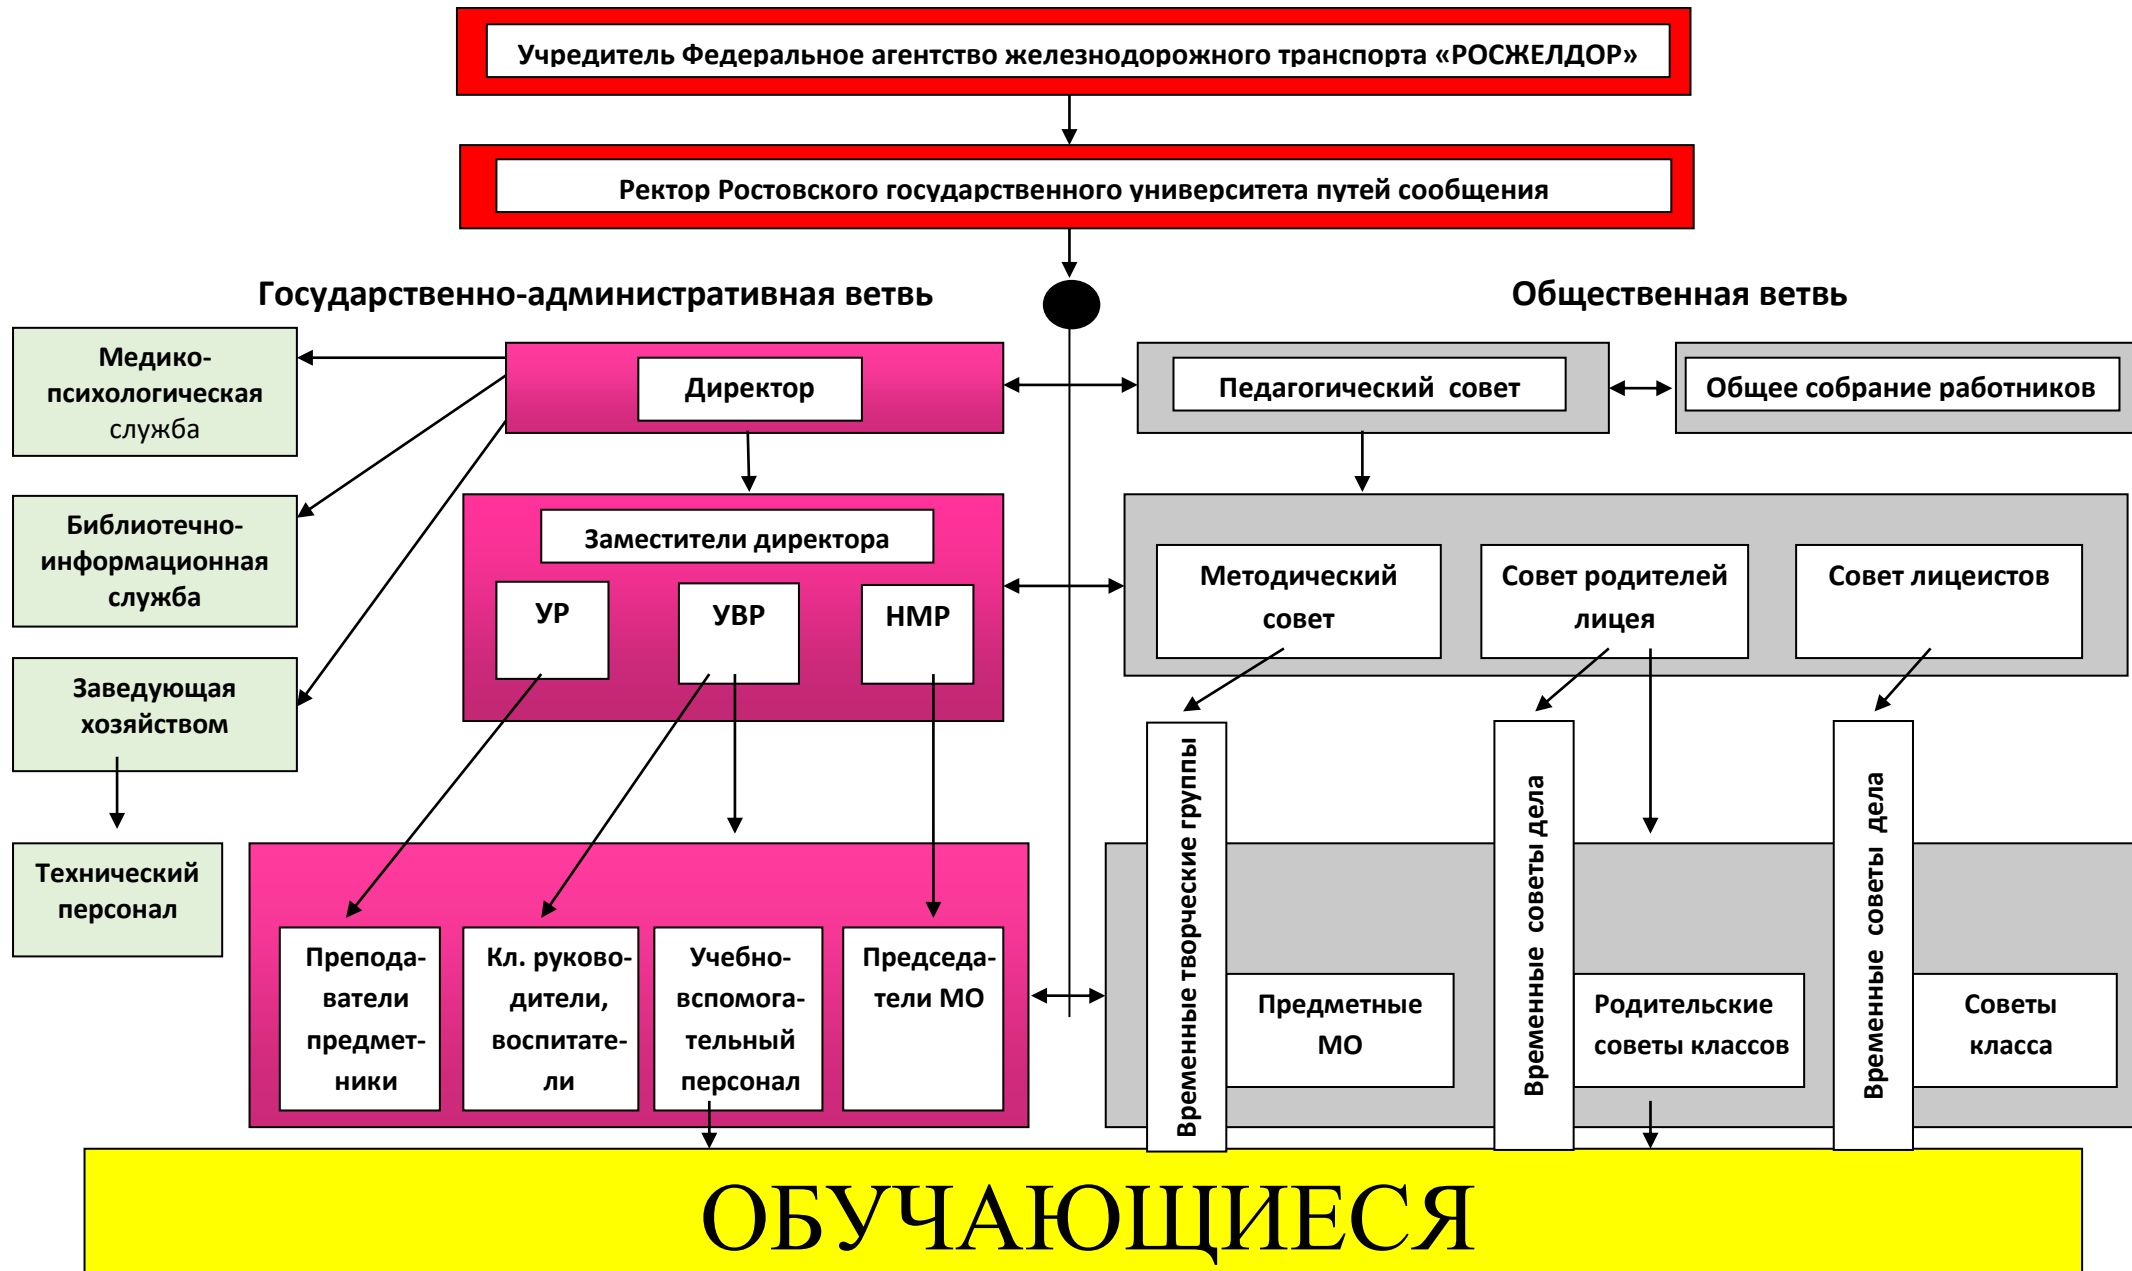 Учредитель Федеральное агентство железнодорожного транспорта «РОСЖЕЛДОР»
Ректор Ростовского государственного университета путей сообщения
Государственно-административная ветвь
Общественная ветвь
Медико-
психологическая
служба
Директор
Педагогический совет
Общее собрание работников
Библиотечно-
информационная
служба
Заместители директора
УР
УВР
НМР
Методический
совет
Совет родителей
лицея
Совет лицеистов
Заведующая
хозяйством
Технический
персонал
Препода-
ватели
предмет-
ники
Кл. руково-
дители,
воспитате-
ли
Учебно-
вспомога-
тельный
персонал
Председа-
тели МО
Временные творческие группы
Предметные
МО
Временные советы дела
Родительские
советы классов
Временные советы дела
Советы
класса
ОБУЧАЮЩИЕСЯ